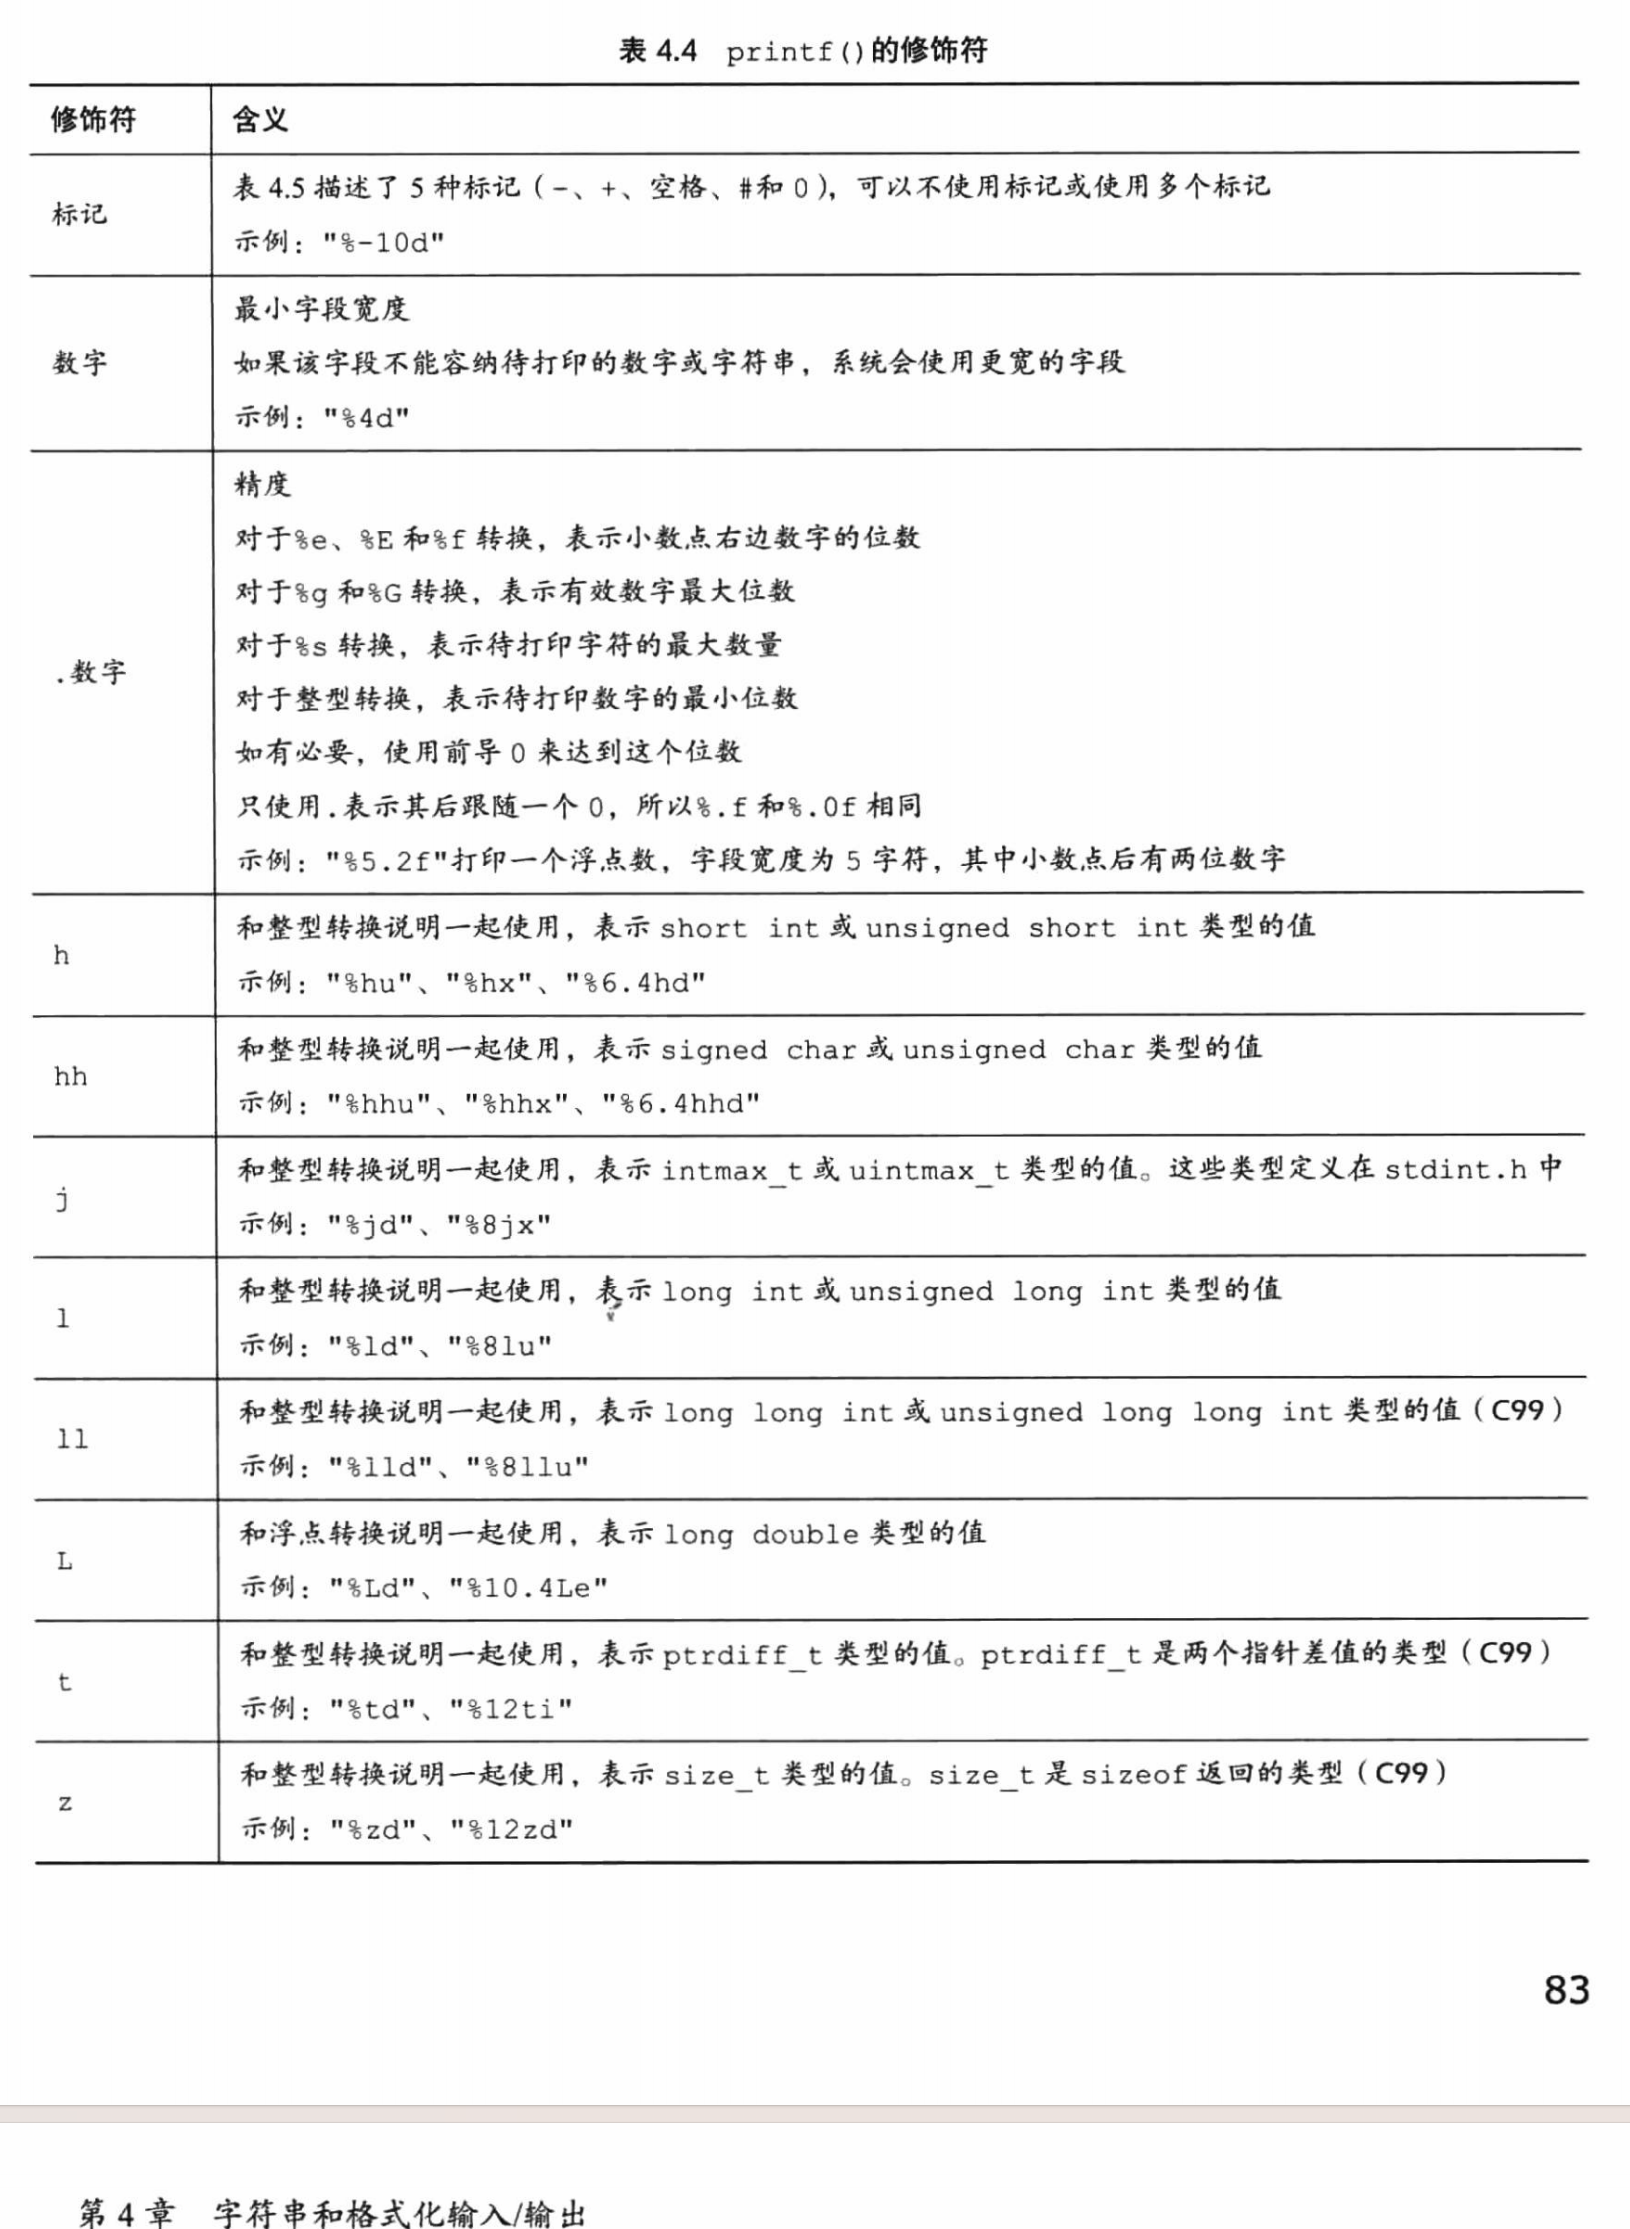 表 4.4 printf()的修饰符
修饰符 含义
标记
表 4.5 描述了 5 种标记（-、+、空格、#和 0），可以不使用标记或使用多个标记
示例："%-10d"
数字
最小字段宽度
如果该字段不能容纳待打印的数字或字符串，系统会使用更宽的字段
示例："%4d"
.数字
精度
对于%e、%E 和%f 转换，表示小数点右边数字的位数
对于%g 和%G 转换，表示有效数字最大位数
对于%s 转换，表示待打印字符的最大数量
对于整型转换，表示待打印数字的最小位数
如有必要，使用前导 0 来达到这个位数
只使用.表示其后跟随一个 0，所以%.f 和%.0f 相同
示例："%5.2f"打印一个浮点数，字段宽度为 5 字符，其中小数点后有两位数字
h
和整型转换说明一起使用，表示 short int 或 unsigned short int 类型的值
示例："%hu"、"%hx"、"%6.4hd"
hh
和整型转换说明一起使用，表示 signed char 或 unsigned char 类型的值
示例："%hhu"、"%hhx"、"%6.4hhd"
j
和整型转换说明一起使用，表示 intmax_t 或 uintmax_t 类型的值。这些类型定义在 stdint.h 中
示例："%jd"、"%8jx"
l
和整型转换说明一起使用，表示 long int 或 unsigned long int 类型的值
示例："%ld"、"%8lu"
ll
和整型转换说明一起使用，表示 long long int 或 unsigned long long int 类型的值（C99）
示例："%lld"、"%8llu"
L
和浮点转换说明一起使用，表示 long double 类型的值
示例："%Ld"、"%10.4Le"
t
和整型转换说明一起使用，表示 ptrdiff_t 类型的值。ptrdiff_t 是两个指针差值的类型（C99）
示例："%td"、"%12ti"
z
和整型转换说明一起使用，表示 size_t 类型的值。size_t 是 sizeof 返回的类型（C99）
示例："%zd"、"%12zd"
83
第 4 章 字符串和格式化输入/输出